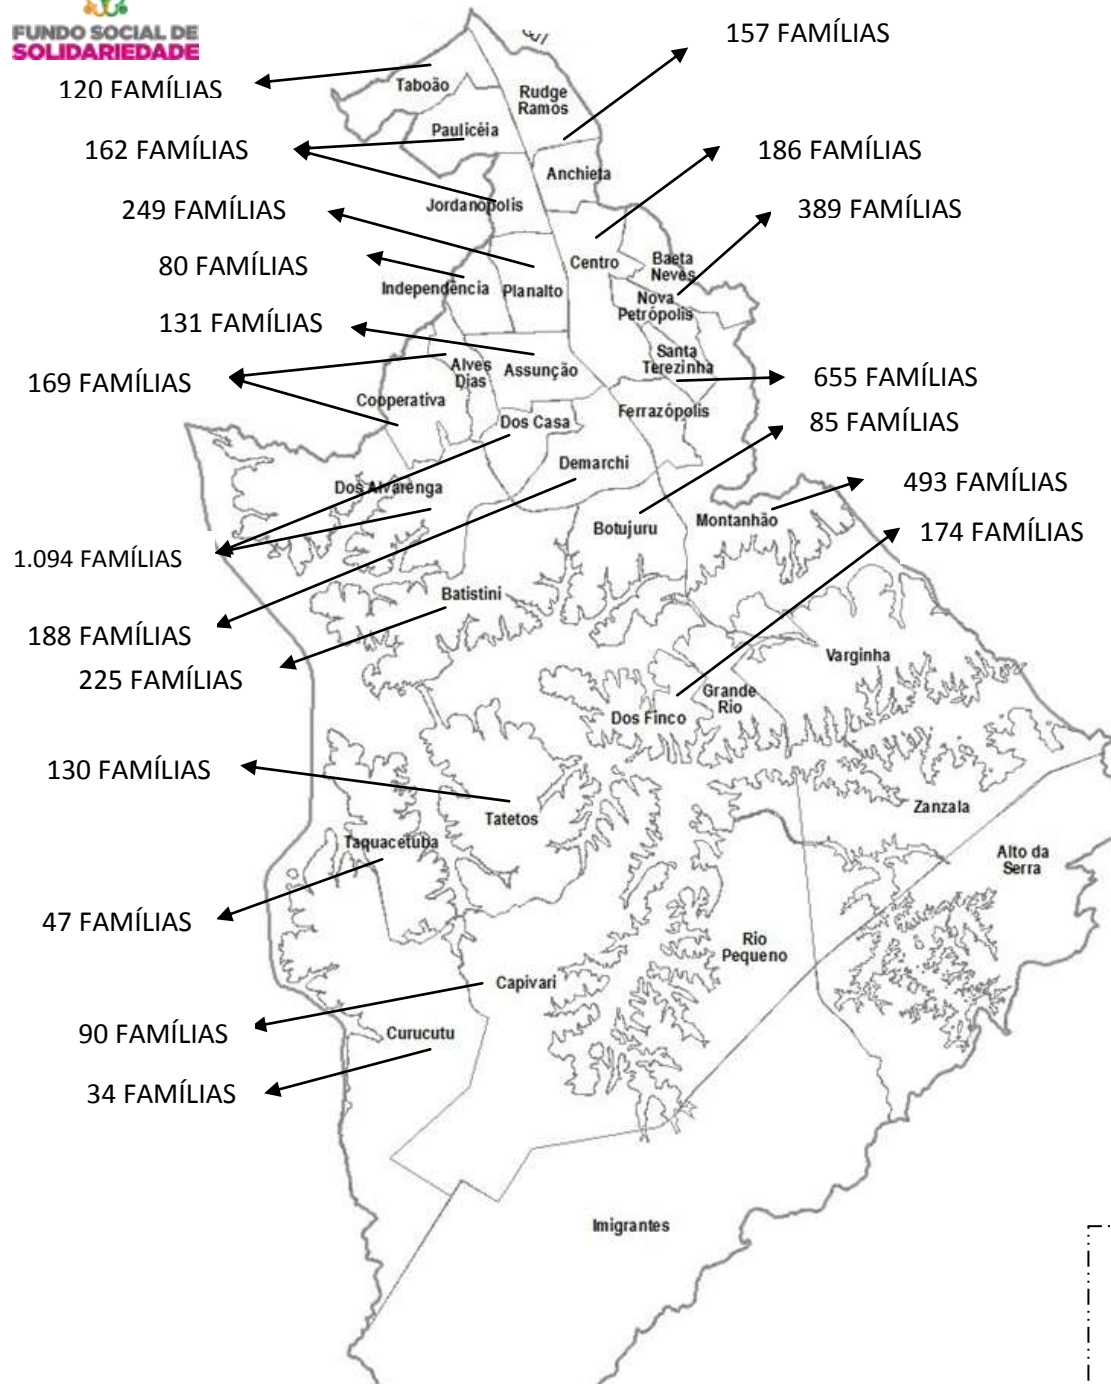 FUNDO SOCIAL DE
SOLIDARIEDADE
157 FAMÍLIAS
120 FAMÍLIAS
Taboão
Rudge
Ramos
Paulicéia
162 FAMÍLIAS
186 FAMÍLIAS
Anchieta
Jordanópolis
249 FAMÍLIAS
389 FAMÍLIAS
80 FAMÍLIAS
Centro
Baeta
Neves
Independência
Planalto
Nova
Petrópolis
131 FAMÍLIAS
Santa
Terezinha
Alves
Dias
Assunção
169 FAMÍLIAS
655 FAMÍLIAS
Cooperativa
Ferrazópolis
Dos Casa
85 FAMÍLIAS
Demarchi
Dos Alvarenga
493 FAMÍLIAS
Botujuru
Montanhão
174 FAMÍLIAS
1.094 FAMÍLIAS
Batistini
188 FAMÍLIAS
225 FAMÍLIAS
Varginha
Grande
Rio
Dos Finco
130 FAMÍLIAS
Tatetos
Zanzala
Taquacetuba
Alto da
Serra
47 FAMÍLIAS
Rio
Pequeno
Capivari
90 FAMÍLIAS
Curucutu
34 FAMÍLIAS
Imigrantes